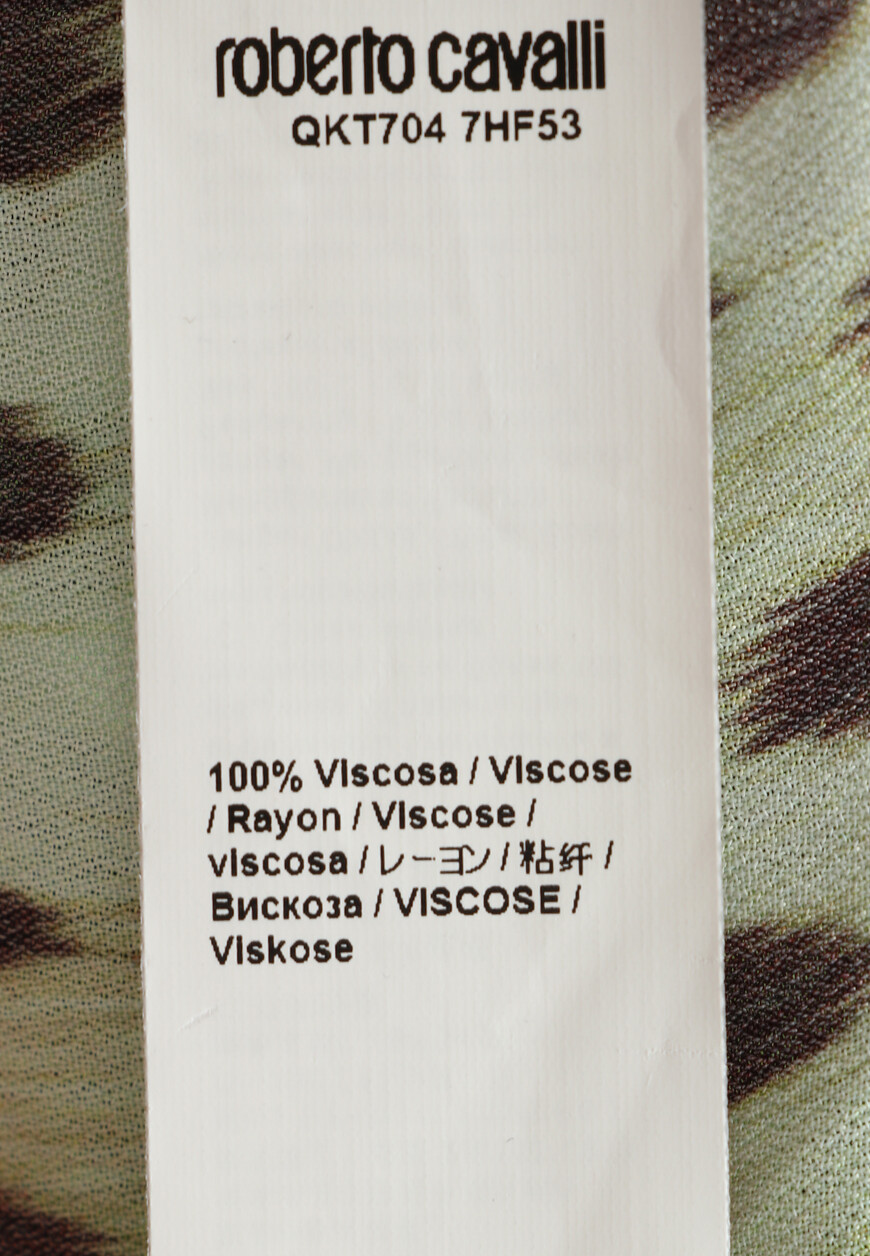 roberto cavalli
QKT704 7HF53
100% Viscosa / Viscose
/ Rayon / Viscose /
viscosa / レーヨン / 粘纤 /
Вискоза / VISCOSE /
Viskose